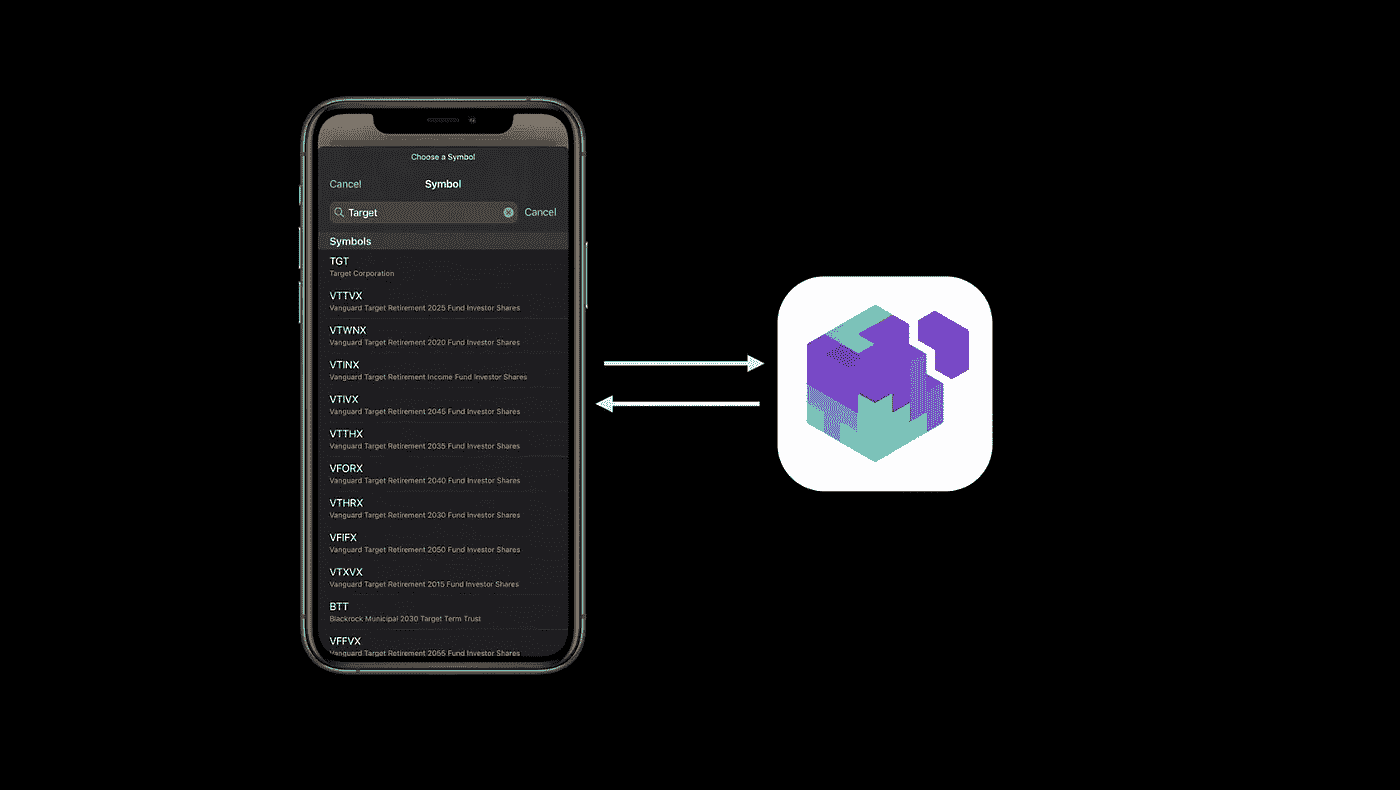 Choose a Symbol
Cancel
Symbol
Target
Cancel
Symbols
TGT
Target Corporation
VTTVX
Vanguard Target Retirement 2025 Fund Investor Shares
VTWNX
Vanguard Target Retirement 2020 Fund Investor Shares
VTINX
Vanguard Target Retirement Income Fund Investor Shares
VTIVX
Vanguard Target Retirement 2045 Fund Investor Shares
VTTHX
Vanguard Target Retirement 2035 Fund Investor Shares
VFORX
Vanguard Target Retirement 2040 Fund Investor Shares
VTHRX
Vanguard Target Retirement 2030 Fund Investor Shares
VFIFX
Vanguard Target Retirement 2050 Fund Investor Shares
VTXVX
Vanguard Target Retirement 2015 Fund Investor Shares
BTT
Blackrock Municipal 2030 Target Term Trust
VFFVX
Vanguard Target Retirement 2055 Fund Investor Shares